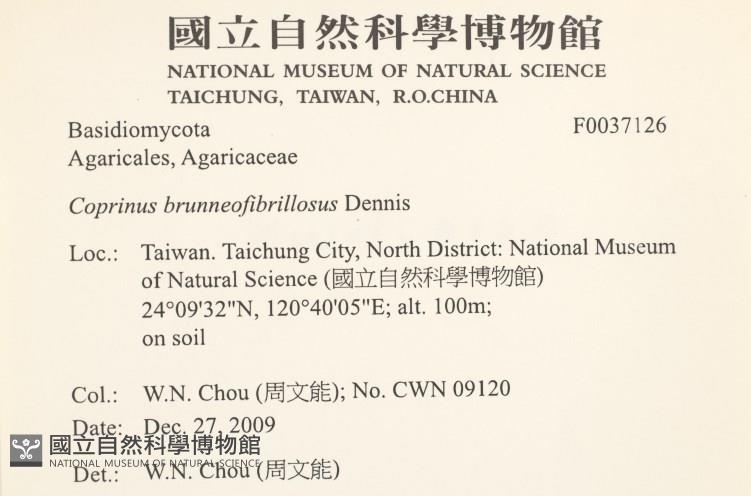 國立自然科學博物館
NATIONAL MUSEUM OF NATURAL SCIENCE
TAICHUNG, TAIWAN, R.O.CHINA
Basidiomycota F0037126
Agaricales, Agaricaceae
Coprinus brunneofibrillosus Dennis
Loc.: Taiwan. Taichung City, North District: National Museum
of Natural Science (國立自然科學博物館)
24°09'32"N, 120°40'05"E; alt. 100m;
on soil
Col.: W.N. Chou (周文能); No. CWN 09120
Date: Dec. 27, 2009
國立自然科學博物館
NATIONAL MUSEUM OF NATURAL SCIENCE
Det.: W.N. Chou (周文能)